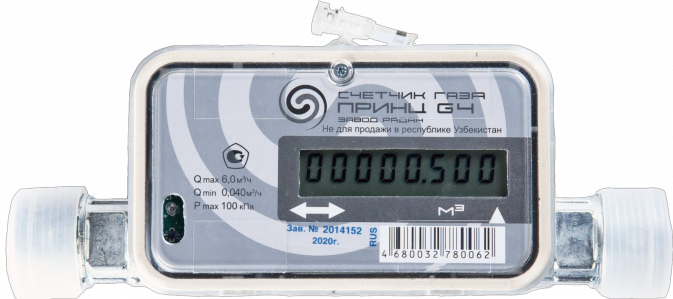 СЧЕТЧИК ГАЗА
ПРИНЦ G4
ЗАВОД РАДАН
Не для продажи в республике Узбекистан
00000.500
Q max 6,0 м³/ч
Q min 0,040 м³/ч
P max 100 кПа
м³
Зав. № 2014152
2020г.
RUS
4 680032 780062